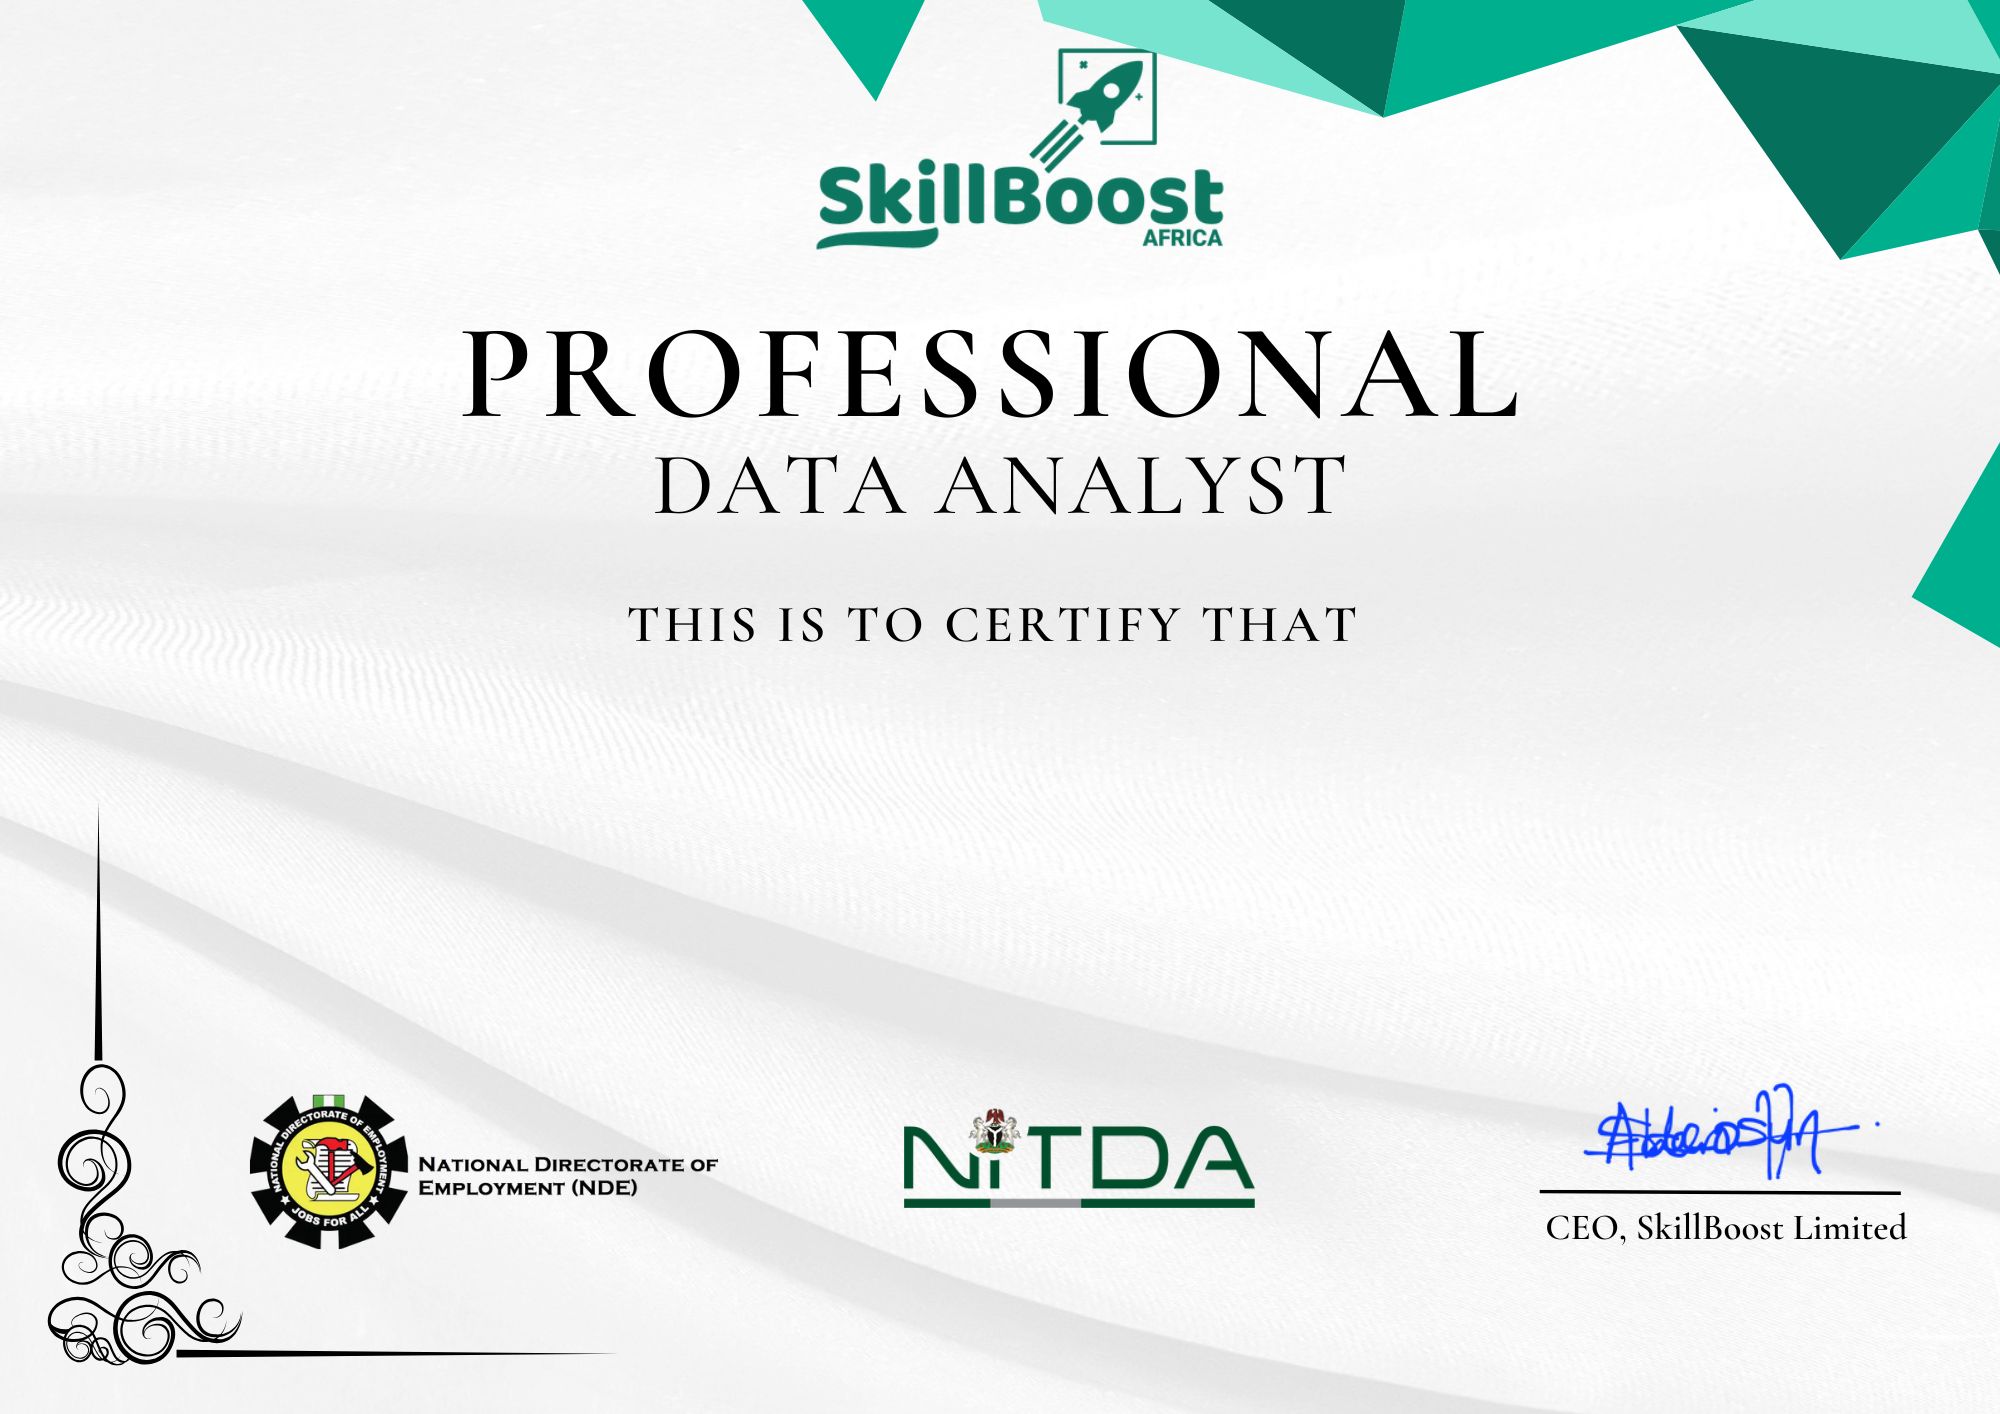 SkillBoost
AFRICA
PROFESSIONAL
DATA ANALYST
THIS IS TO CERTIFY THAT
NATIONAL DIRECTORATE OF EMPLOYMENT
JOBS FOR ALL
NATIONAL DIRECTORATE OF
EMPLOYMENT (NDE)
NiTDA
CEO, SkillBoost Limited